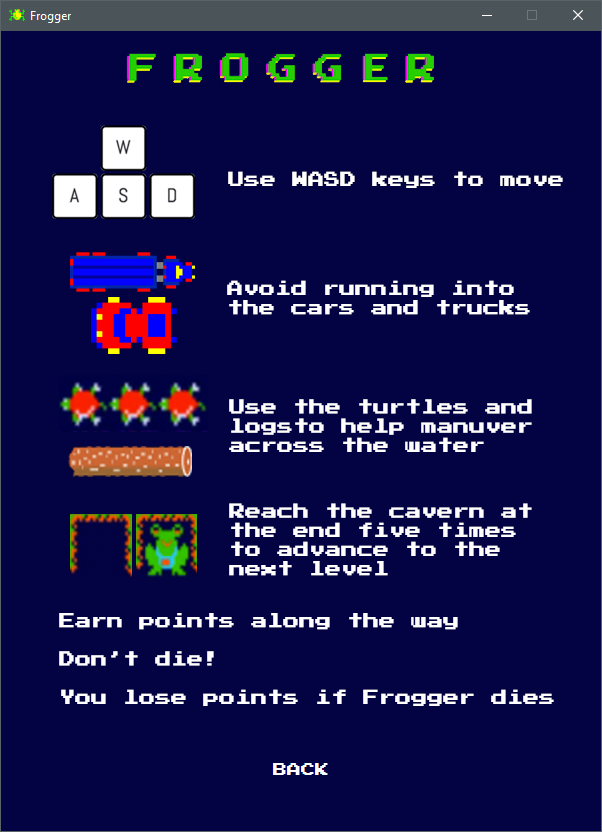 Frogger
FROGGER
W
A S D
Use WASD keys to move
Avoid running into
the cars and trucks
Use the turtles and
logsto help manuver
across the water
Reach the cavern at
the end five times
to advance to the
next level
Earn points along the way
Don't die!
You lose points if Frogger dies
BACK